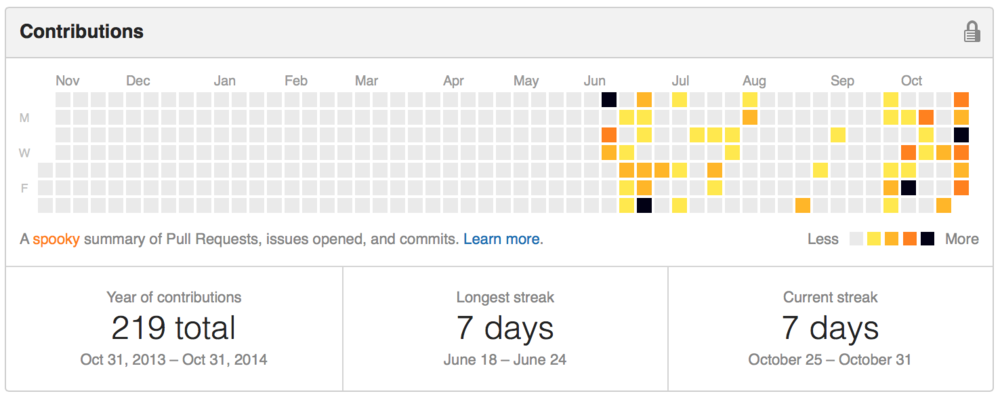 Contributions
Nov Dec Jan Feb Mar Apr May Jun Jul Aug Sep Oct
M
W
F
A spooky summary of Pull Requests, issues opened, and commits. Learn more. Less More
Year of contributions
219 total
Oct 31, 2013 – Oct 31, 2014
Longest streak
7 days
June 18 – June 24
Current streak
7 days
October 25 – October 31